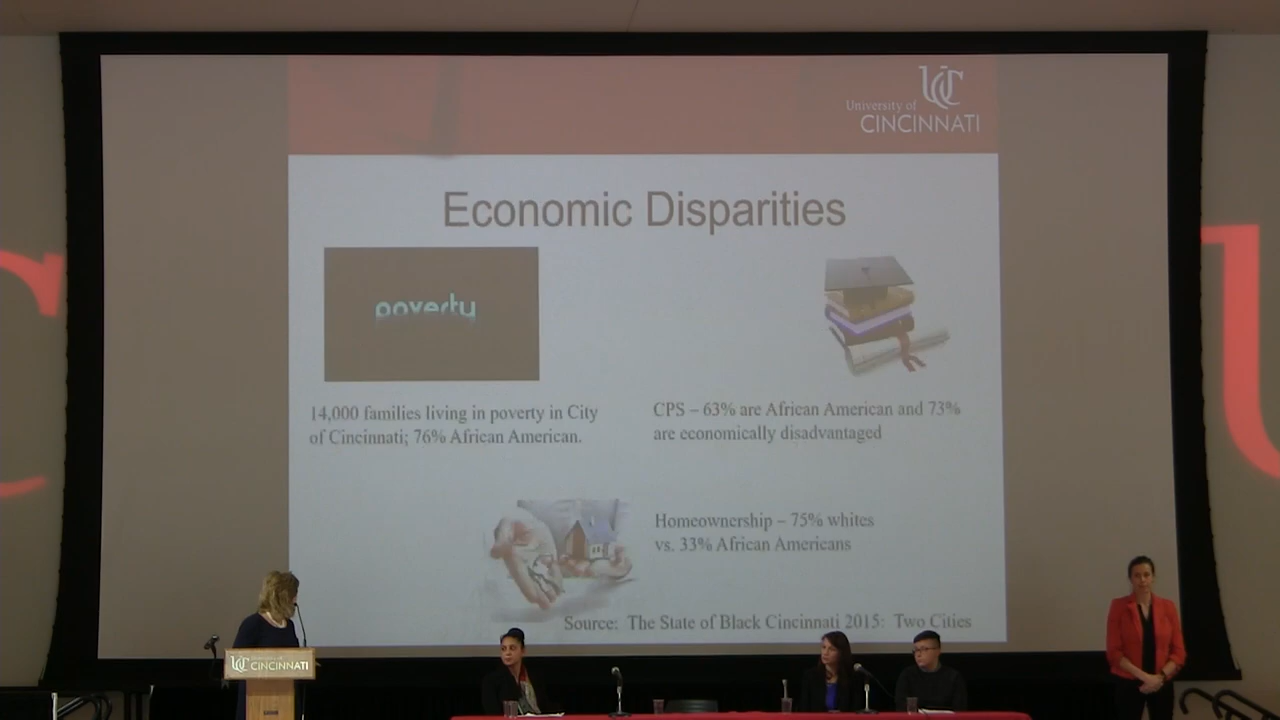 UC
University of
CINCINNATI
Economic Disparities
poverty
14,000 families living in poverty in City
of Cincinnati; 76% African American.
CPS – 63% are African American and 73%
are economically disadvantaged
Homeownership – 75% whites
vs. 33% African Americans
Source: The State of Black Cincinnati 2015: Two Cities
UC
CINCINNATI